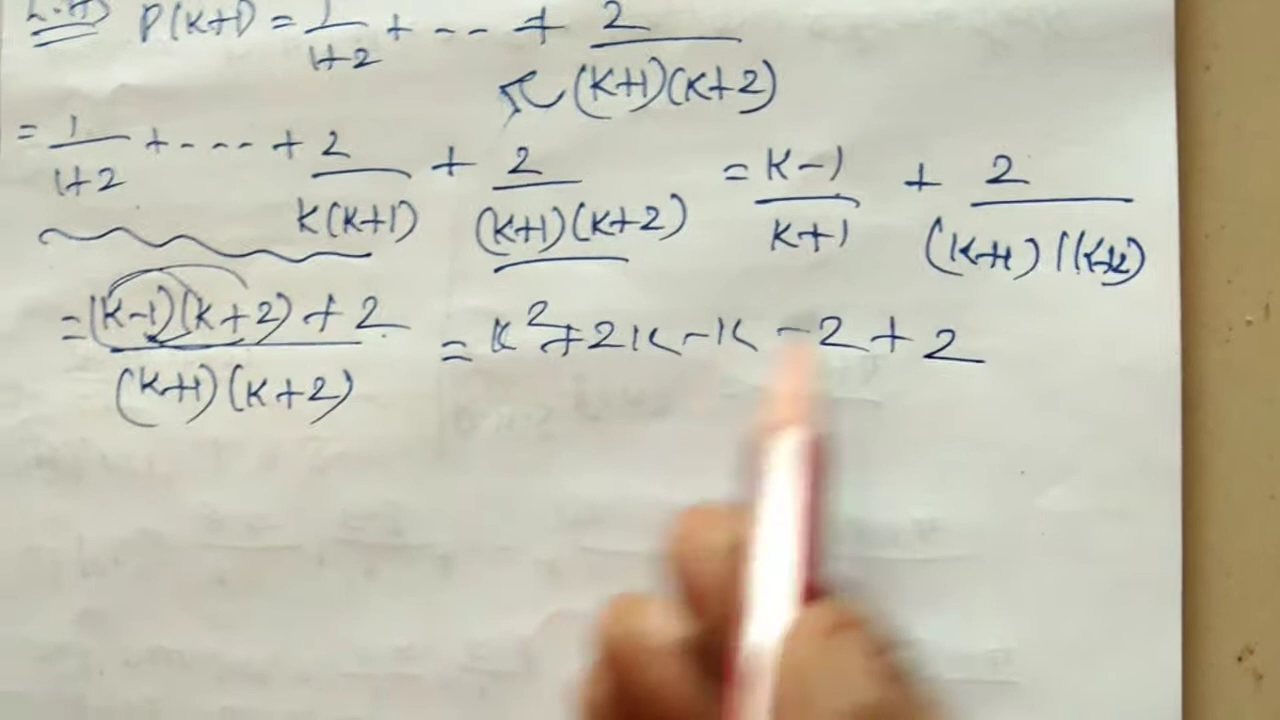 L.H.S P(K+1) = 1/(1+2) + -- + 2/((K+1)(K+2))
= 1/(1+2) + ---- + 2/(K(K+1)) + 2/((K+1)(K+2)) = (K-1)/(K+1) + 2/((K+1)(K+2))
= ((K-1)(K+2)+2)/((K+1)(K+2)) = K²+2K-K-2+2